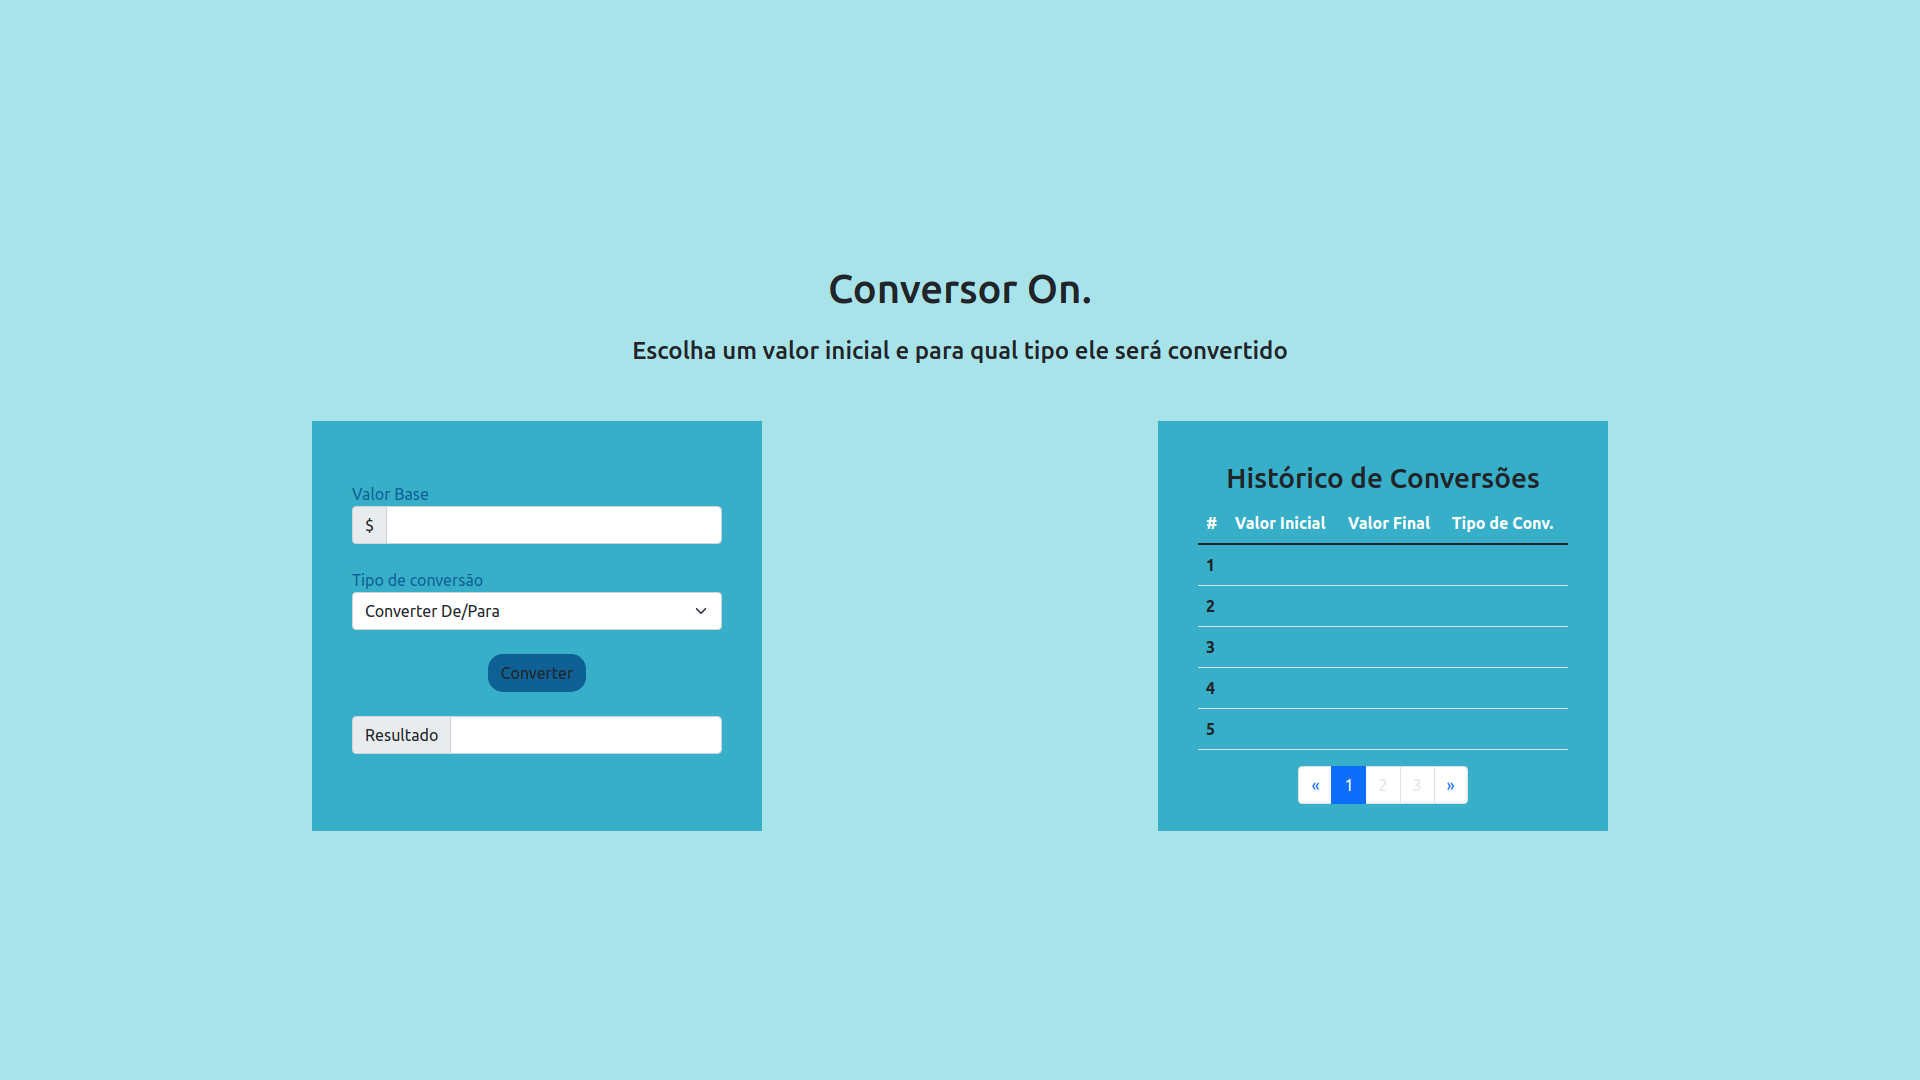 Conversor On.
Escolha um valor inicial e para qual tipo ele será convertido
Valor Base
$
Tipo de conversão
Converter De/Para
Converter
Resultado
Histórico de Conversões
# Valor Inicial Valor Final Tipo de Conv.
1
2
3
4
5
« 1 2 3 »